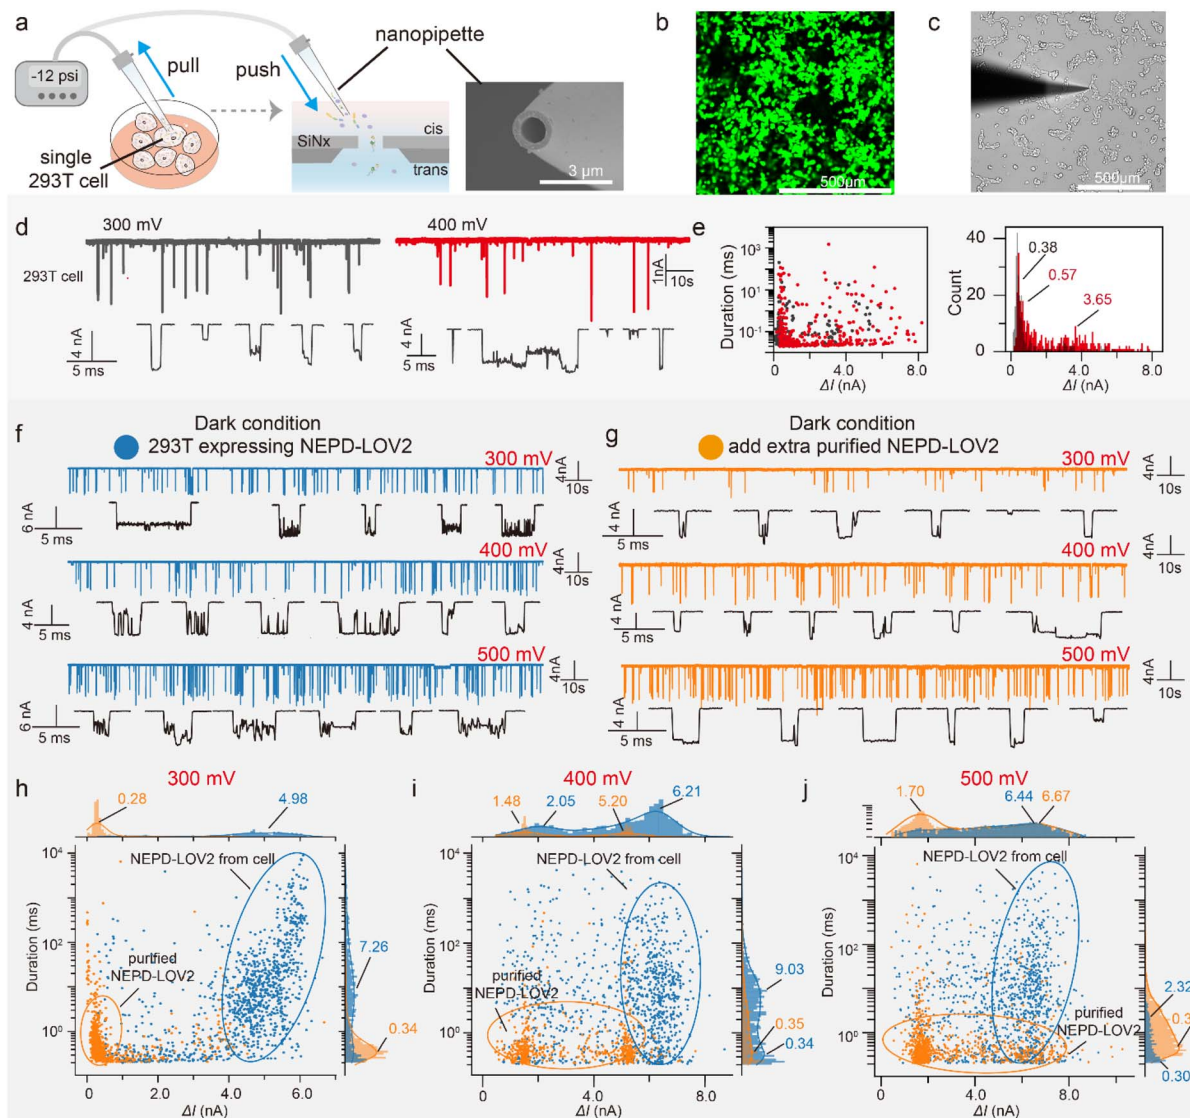 a
-12 psi
pull
push
nanopipette
single
293T cell
SiNx
cis
trans
3 μm
b
500μm
c
500μm
d
300 mV
400 mV
293T cell
1nA
10s
4 nA
5 ms
4 nA
5 ms
e
Duration (ms)
10³
10¹
10⁻¹
0.0
4.0
8.0
ΔI (nA)
Count
40
20
0
0.38
0.57
3.65
0.0
4.0
8.0
ΔI (nA)
f
Dark condition
293T expressing NEPD-LOV2
300 mV
4nA
10s
6 nA
5 ms
400 mV
4nA
10s
4 nA
5 ms
500 mV
4nA
10s
6 nA
5 ms
g
Dark condition
add extra purified NEPD-LOV2
300 mV
4nA
10s
4 nA
5 ms
400 mV
4nA
10s
4 nA
5 ms
500 mV
4nA
10s
4 nA
5 ms
h
300 mV
0.28
4.98
NEPD-LOV2 from cell
purified
NEPD-LOV2
7.26
0.34
Duration (ms)
10⁴
10²
10⁰
0.0
2.0
4.0
6.0
ΔI (nA)
i
400 mV
1.48
2.05
5.20
6.21
NEPD-LOV2 from cell
purified
NEPD-LOV2
9.03
0.35
0.34
Duration (ms)
10⁴
10²
10⁰
0.0
4.0
8.0
ΔI (nA)
j
500 mV
1.70
6.44
6.67
NEPD-LOV2 from cell
purified
NEPD-LOV2
2.32
0.30
Duration (ms)
10⁴
10²
10⁰
0.0
4.0
8.0
ΔI (nA)